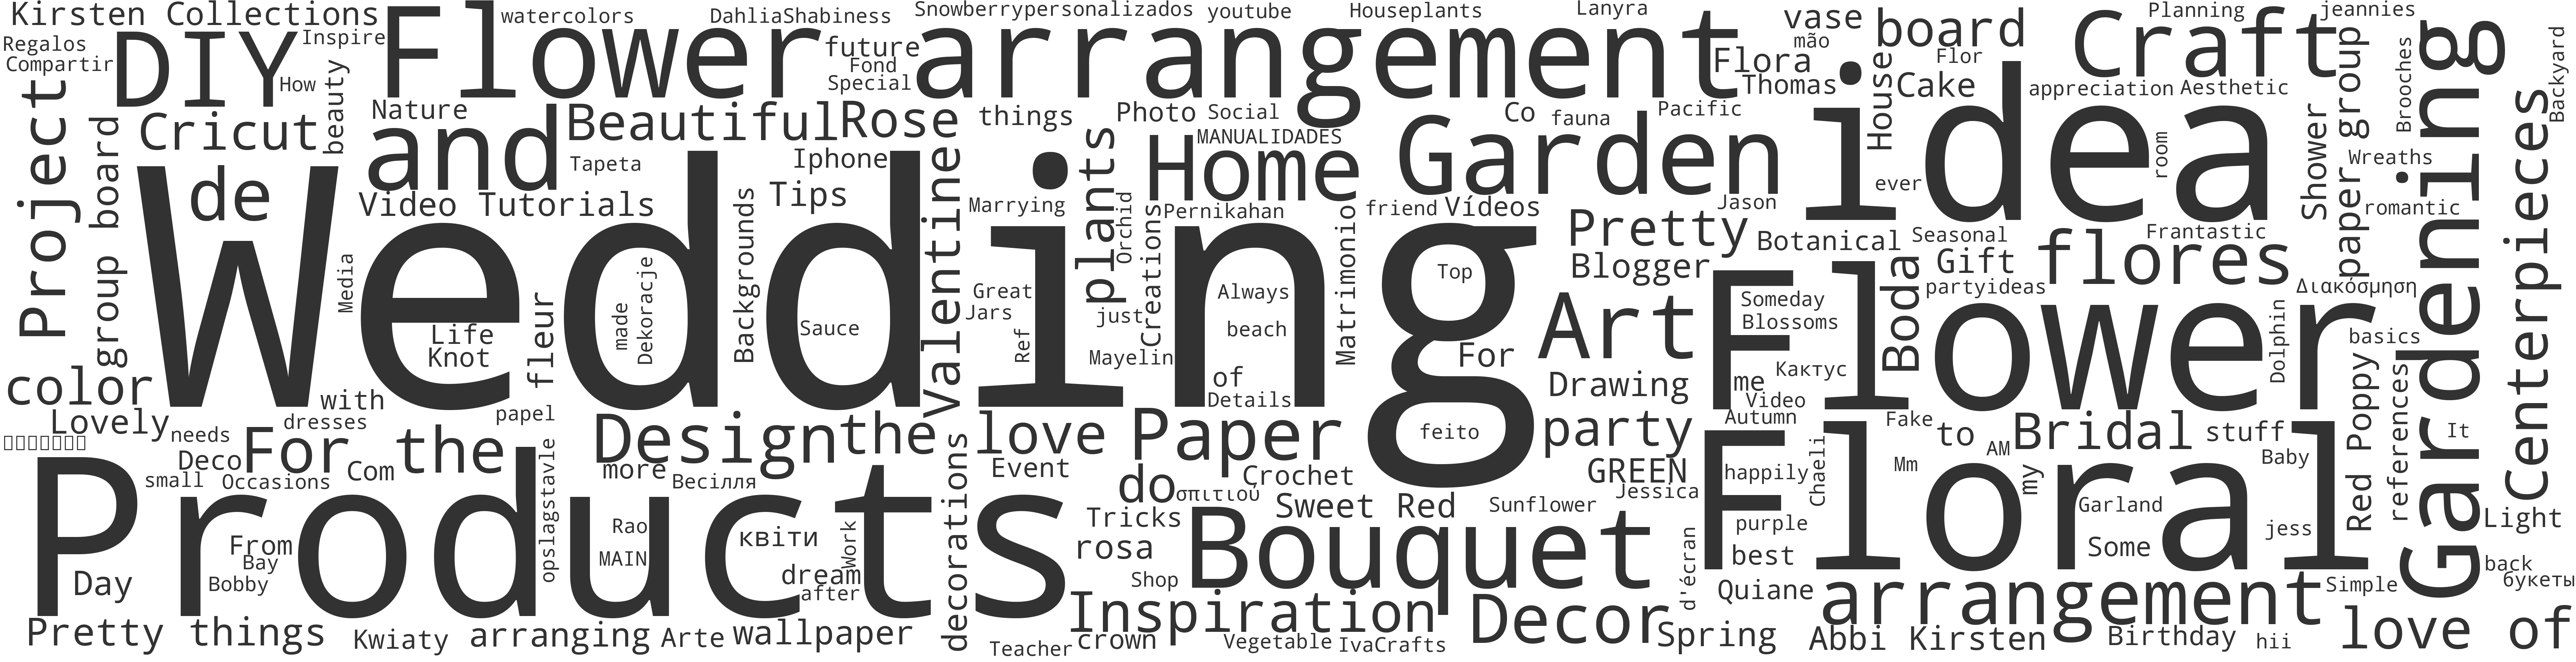 Kirsten Collections
watercolors
DahliaShabiness
Snowberrypersonalizados
youtube
Houseplants
Lanyra
vase
board
Planning
jeannies
Regalos
Compartir
DIY
Inspire
How
Flower arrangement
future
Fond
Special
mão
Flora
Thomas
Flor
House
Cake
Craft
appreciation
Aesthetic
papergroup
Brooches
Gardening
Backyard
Project
group board
Cricut
beauty
Nature
and
Beautiful
Rose
things
Photo
Social
MANUALIDADES
Co
fauna
Pacific
idea
room
ever
Shower
Wreaths
romantic
Centerpieces
de
Video Tutorials
Tapeta
Iphone
Tips
Valentine
Marrying
plants
Orchid
Home
Pernikahan
Garden
friend
Vídeos
Jason
Pretty
Botanical
Blogger
Seasonal
Gift
Frantastic
flores
partyideas
Διακόσμηση
Wedding
Media
Life
Knot
fleur
made
Dekoracje
Backgrounds
Sauce
Great
Jars
Ref
just
Creations
Mayelin
Always
beach
of
Details
Matrimonio
Top
For
feito
Art
Drawing
party
Flower
Someday
Blossoms
Boda
Кактус
me
Video
Autumn
Dolphin
basics
color
Lovely
with
dresses
papel
needs
Deco
For the
Design
the
love
Paper
GREEN
Jessica
Fake
to
AM
Mm
Bridal
stuff
Baby
Red Poppy
references
It
small
Occasions
Com
opslagstavle
more
Весілля
decorations
Event
do
σπιτιού
Crochet
Sweet
Red
Sunflower
Floral
happily
Chaeli
purple
best
my
Garland
Some
jess
Light
Products
Day
From
Bay
Bobby
Rao
MAIN
квіти
Work
dream
after
Tricks
rosa
Shop
Bouquet
d'écran
Quiane
arrangement
Simple
back
букеты
Pretty things
Kwiaty
arranging
Arte
wallpaper
Teacher
crown
Inspiration
Vegetable
IvaCrafts
Decor
Spring
Abbi Kirsten
Birthday
hii
love of